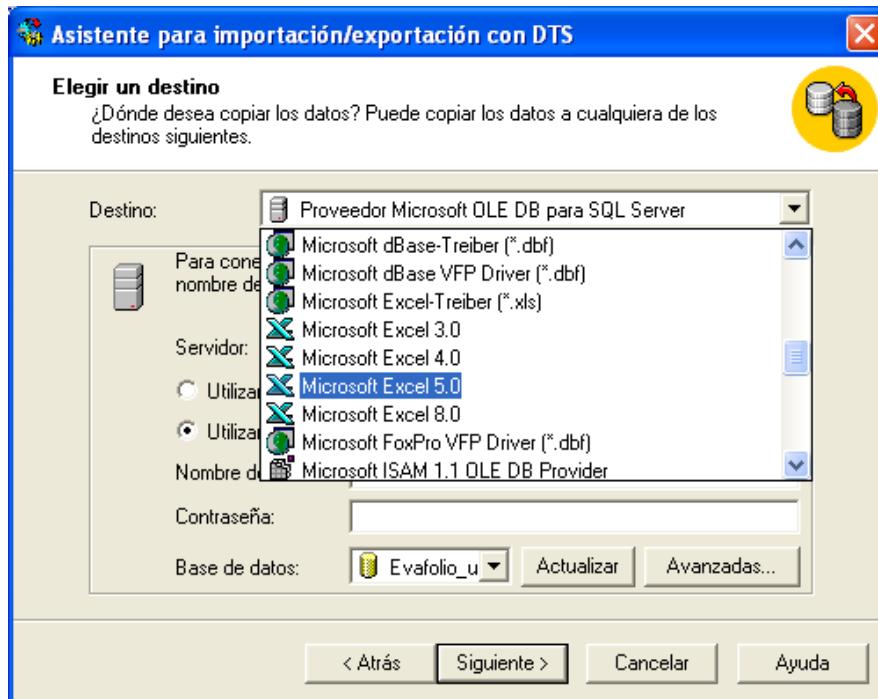 Asistente para importación/exportación con DTS
Elegir un destino
¿Dónde desea copiar los datos? Puede copiar los datos a cualquiera de los
destinos siguientes.
Destino:
Proveedor Microsoft OLE DB para SQL Server
Microsoft dBase-Treiber (*.dbf)
Microsoft dBase VFP Driver (*.dbf)
Microsoft Excel-Treiber (*.xls)
Microsoft Excel 3.0
Microsoft Excel 4.0
Microsoft Excel 5.0
Microsoft Excel 8.0
Microsoft FoxPro VFP Driver (*.dbf)
Microsoft ISAM 1.1 OLE DB Provider
Para cone
nombre de
Servidor:
Utiliza
Utiliza
Nombre d
Contraseña:
Base de datos:
Evafolio_u
Actualizar
Avanzadas...
< Atrás
Siguiente >
Cancelar
Ayuda